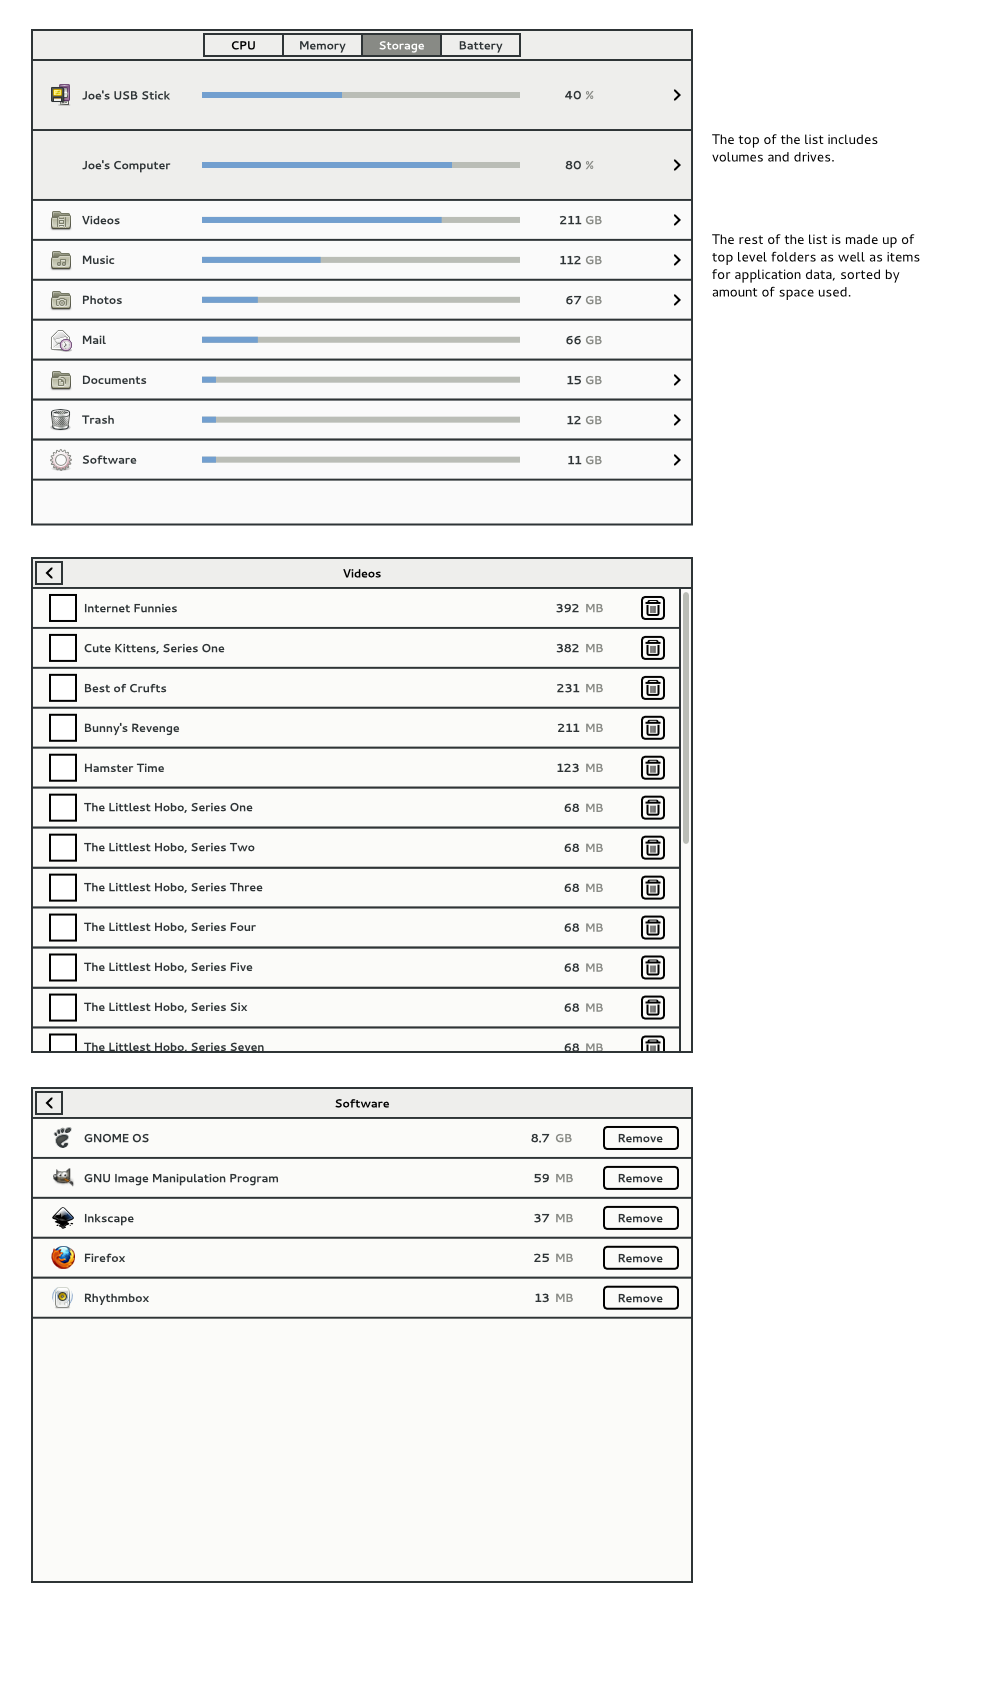 CPU Memory Storage Battery
Joe's USB Stick 40 %
Joe's Computer 80 %
The top of the list includes
volumes and drives.
Videos 211 GB
The rest of the list is made up of
top level folders as well as items
for application data, sorted by
amount of space used.
Music 112 GB
Photos 67 GB
Mail 66 GB
Documents 15 GB
Trash 12 GB
Software 11 GB
Videos
Internet Funnies 392 MB
Cute Kittens, Series One 382 MB
Best of Crufts 231 MB
Bunny's Revenge 211 MB
Hamster Time 123 MB
The Littlest Hobo, Series One 68 MB
The Littlest Hobo, Series Two 68 MB
The Littlest Hobo, Series Three 68 MB
The Littlest Hobo, Series Four 68 MB
The Littlest Hobo, Series Five 68 MB
The Littlest Hobo, Series Six 68 MB
The Littlest Hobo, Series Seven 68 MB
Software
GNOME OS 8.7 GB Remove
GNU Image Manipulation Program 59 MB Remove
Inkscape 37 MB Remove
Firefox 25 MB Remove
Rhythmbox 13 MB Remove